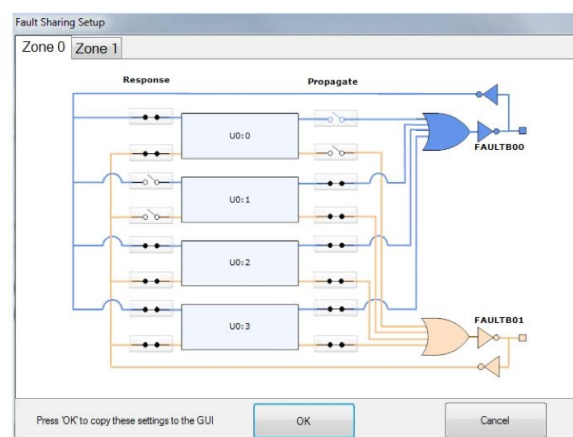 Fault Sharing Setup
Zone 0 Zone 1
Response Propagate
U0:0
FAULTB00
U0:1
U0:2
U0:3
FAULTB01
Press 'OK' to copy these settings to the GUI OK Cancel